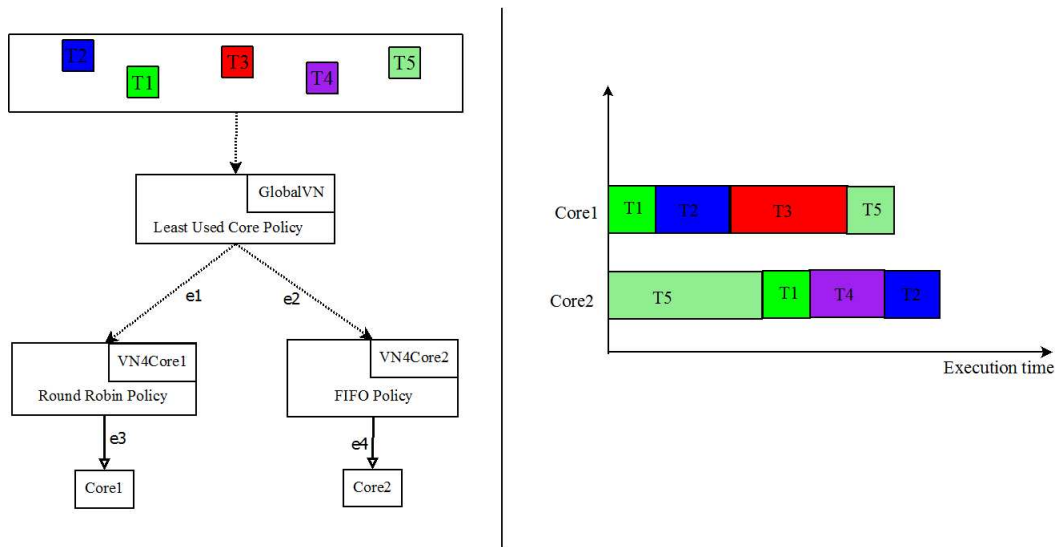 T2
T1
T3
T4
T5
GlobalVN
Least Used Core Policy
e1
e2
VN4Core1
Round Robin Policy
VN4Core2
FIFO Policy
e3
e4
Core1
Core2
Core1
T1
T2
T3
T5
Core2
T5
T1
T4
T2
Execution time